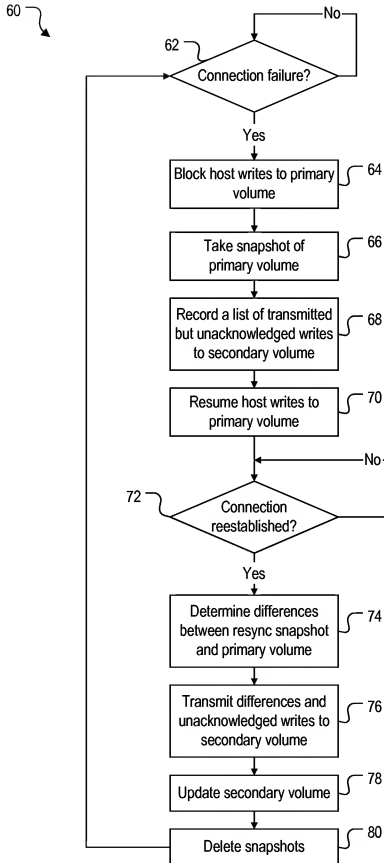 60
No
62
Connection failure?
Yes
Block host writes to primary
volume
64
Take snapshot of
primary volume
66
Record a list of transmitted
but unacknowledged writes
to secondary volume
68
Resume host writes to
primary volume
70
No
72
Connection
reestablished?
Yes
Determine differences
between resync snapshot
and primary volume
74
Transmit differences and
unacknowledged writes to
secondary volume
76
Update secondary volume
78
Delete snapshots
80